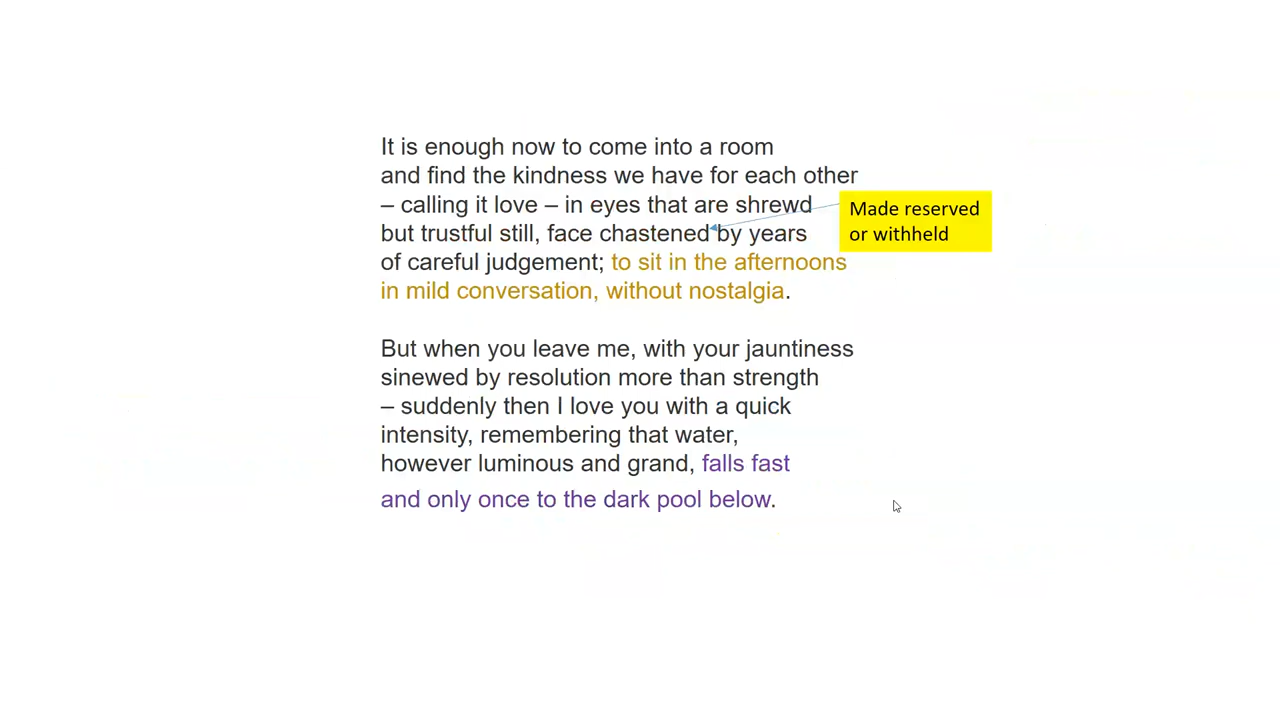 It is enough now to come into a room
and find the kindness we have for each other
– calling it love – in eyes that are shrewd
but trustful still, face chastened by years
of careful judgement; to sit in the afternoons
in mild conversation, without nostalgia.
Made reserved
or withheld
But when you leave me, with your jauntiness
sinewed by resolution more than strength
– suddenly then I love you with a quick
intensity, remembering that water,
however luminous and grand, falls fast
and only once to the dark pool below.